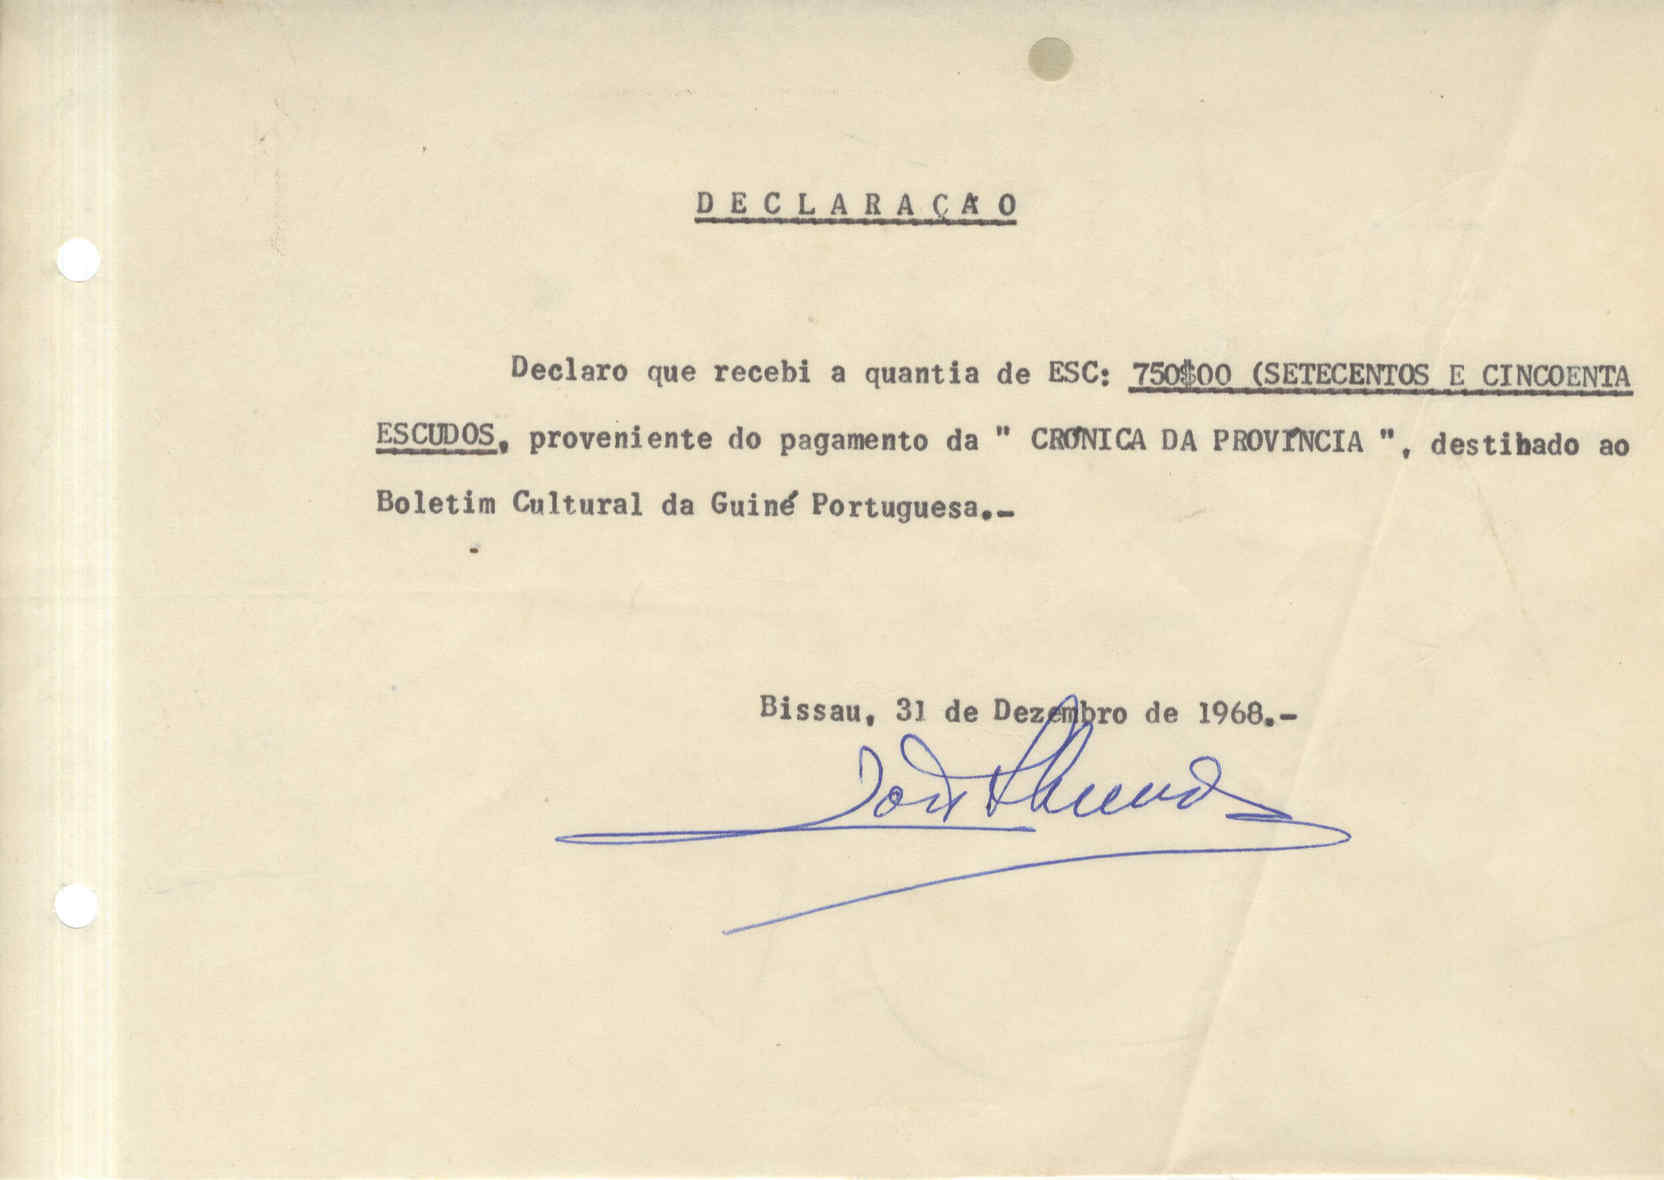 DECLARAÇÃO
Declaro que recebi a quantia de ESC: 750$00 (SETECENTOS E CINCOENTA
ESCUDOS, proveniente do pagamento da " CRÓNICA DA PROVÍNCIA ", destibado ao
Boletim Cultural da Guiné Portuguesa.-
Bissau, 31 de Dezembro de 1968.-